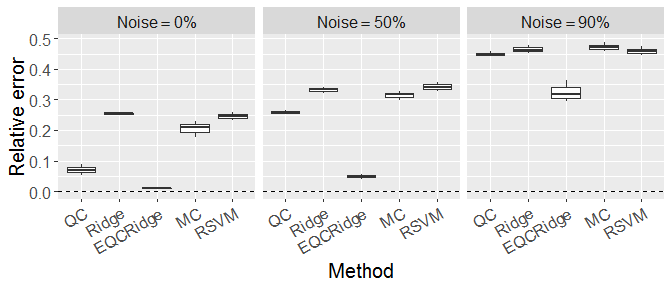 Noise = 0% Noise = 50% Noise = 90%
Relative error
0.5
0.4
0.3
0.2
0.1
0.0
QC Ridge EQCRidge MC RSVM QC Ridge EQCRidge MC RSVM QC Ridge EQCRidge MC RSVM
Method